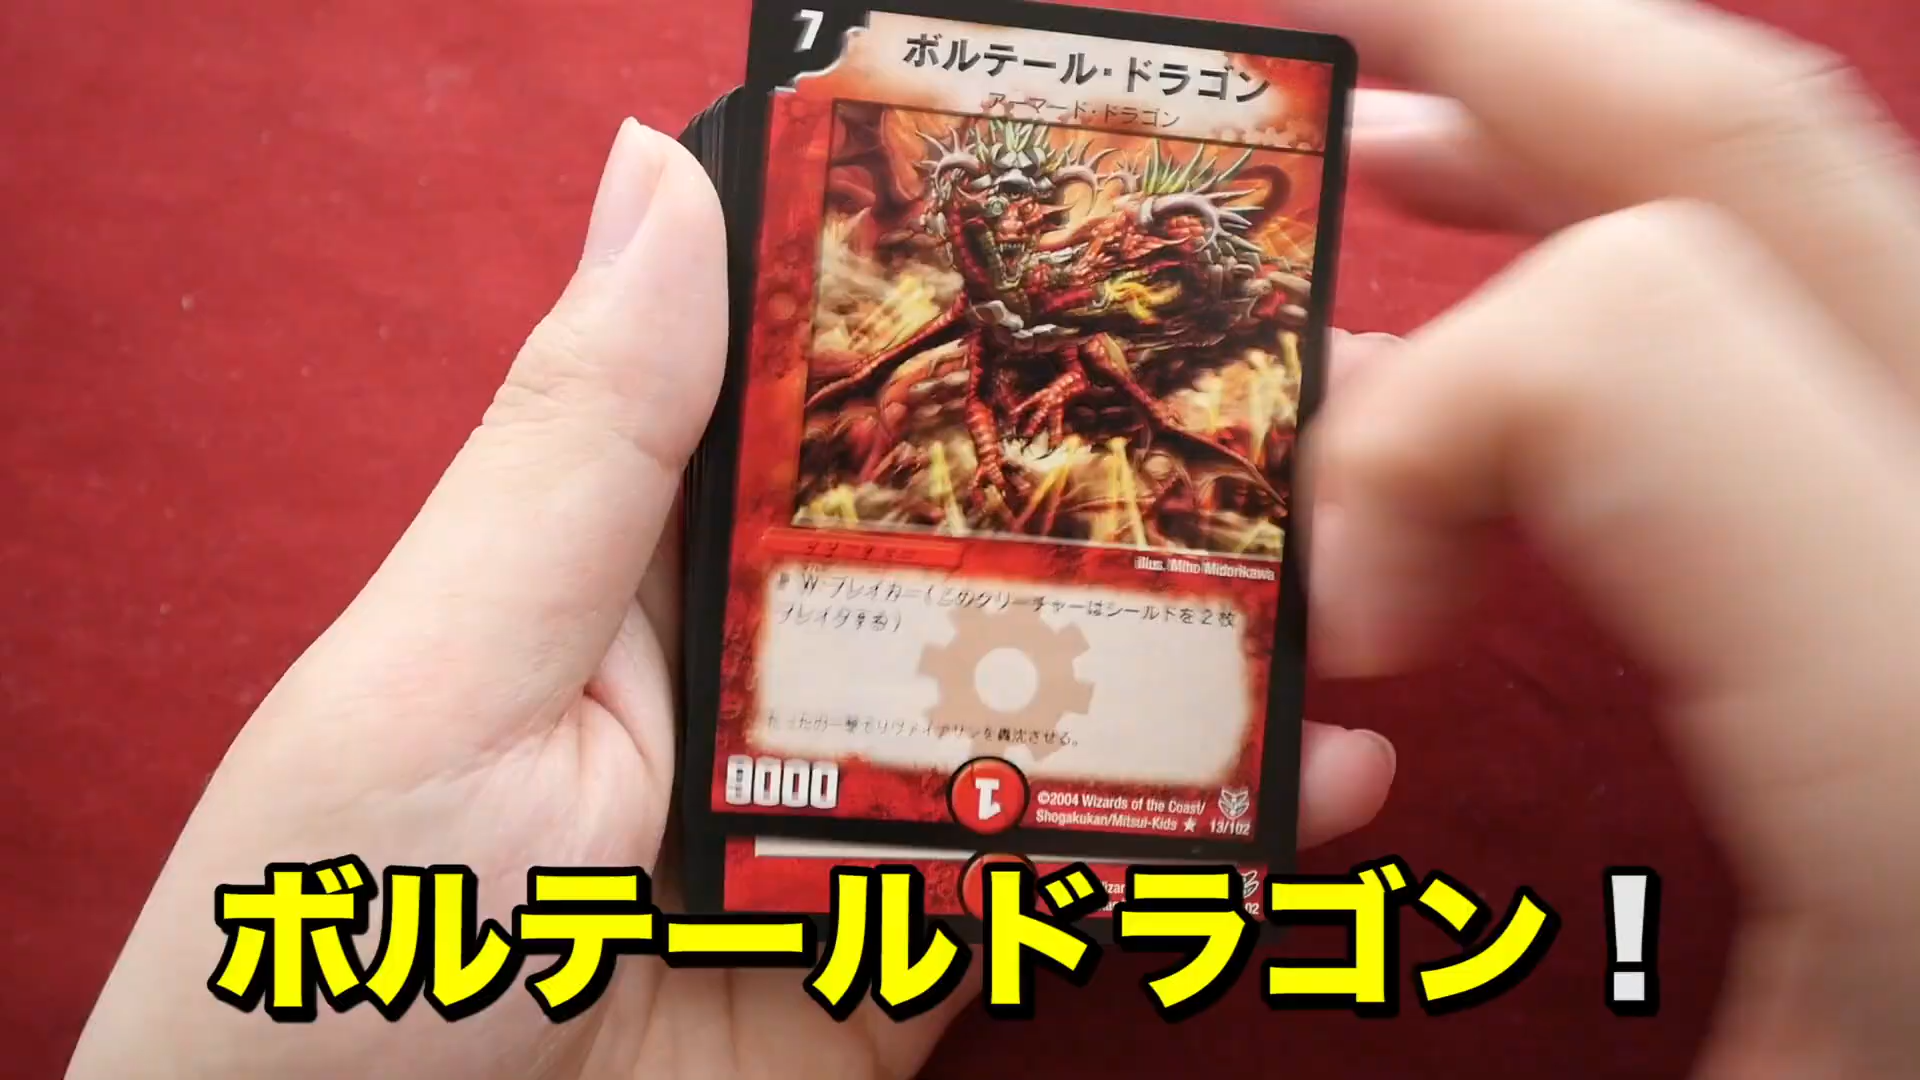 7
ボルテール・ドラゴン
アーマード・ドラゴン
illus. Miho Midorikawa
■ W・ブレイカー(このクリーチャーはシールドを2枚
ブレイクする)
たったの一撃でリヴァイアサンを轟沈させる。
9000
1
©2004 Wizards of the Coast/
Shogakukan/Mitsui-Kids ★ 13/102
ボルテールドラゴン！